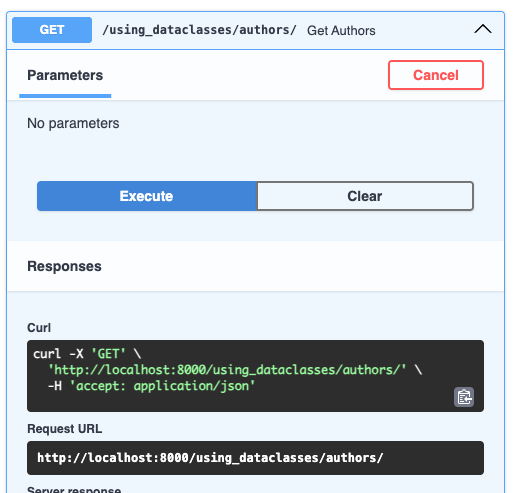 GET /using_dataclasses/authors/ Get Authors
Parameters Cancel
No parameters
Execute Clear
Responses
Curl
curl -X 'GET' \
'http://localhost:8000/using_dataclasses/authors/' \
-H 'accept: application/json'
Request URL
http://localhost:8000/using_dataclasses/authors/
Server response